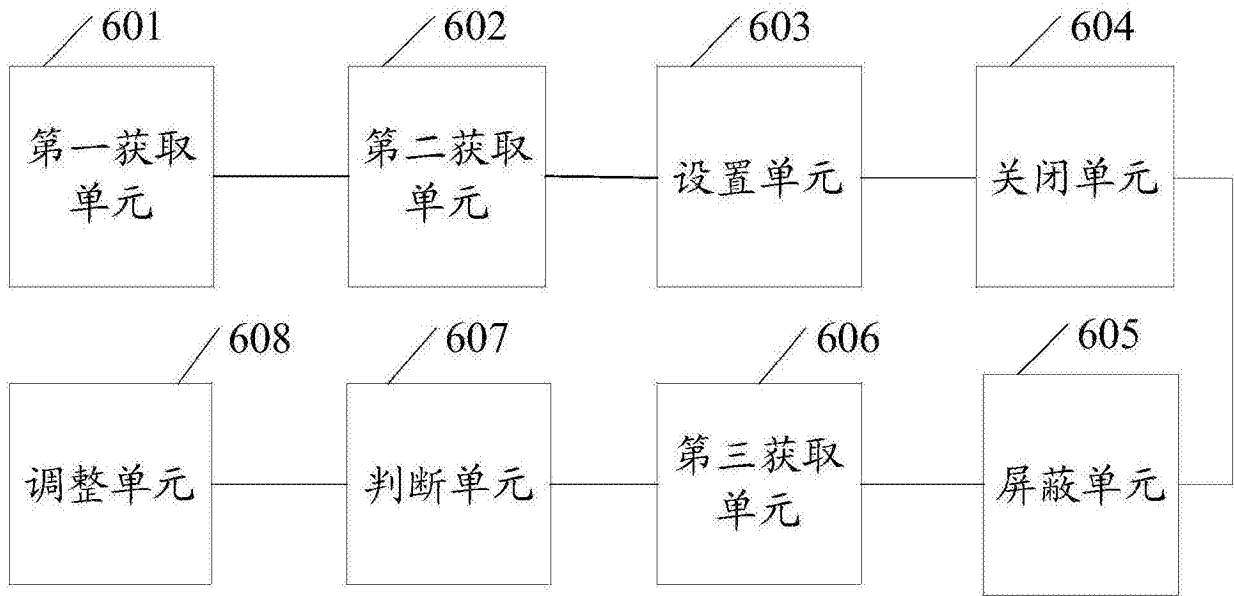 601
第一获取
单元
602
第二获取
单元
603
设置单元
604
关闭单元
608
调整单元
607
判断单元
606
第三获取
单元
605
屏蔽单元